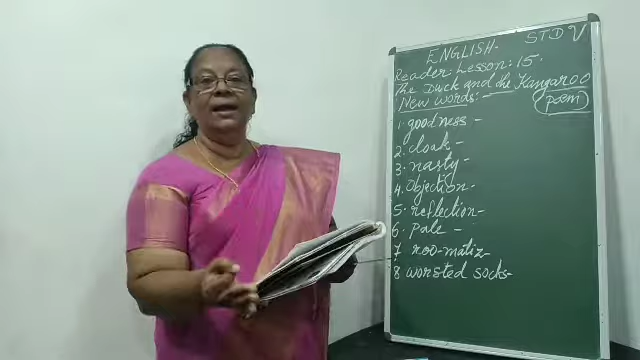 ENGLISH.
STD V
Reader: Lesson: 15.
The Duck and the Kangaroo
New words: -
(Poem)
1. goodness -
2. cloak -
3. nasty -
4. Objection -
5. reflection -
6. Pale -
7 roo-matiz -
8 worsted socks -